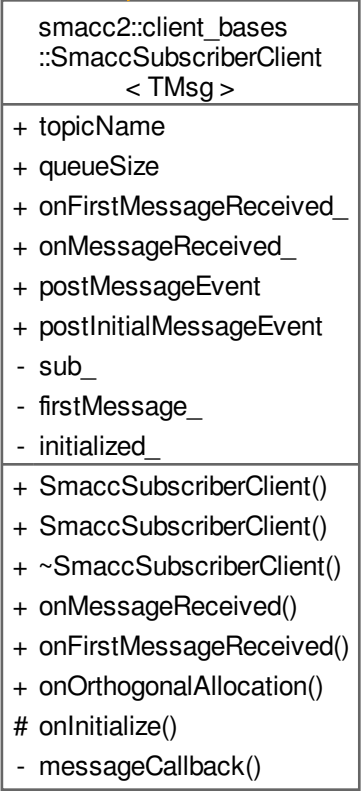 smacc2::client_bases
::SmaccSubscriberClient
< TMsg >
+ topicName
+ queueSize
+ onFirstMessageReceived_
+ onMessageReceived_
+ postMessageEvent
+ postInitialMessageEvent
- sub_
- firstMessage_
- initialized_
+ SmaccSubscriberClient()
+ SmaccSubscriberClient()
+ ~SmaccSubscriberClient()
+ onMessageReceived()
+ onFirstMessageReceived()
+ onOrthogonalAllocation()
# onInitialize()
- messageCallback()